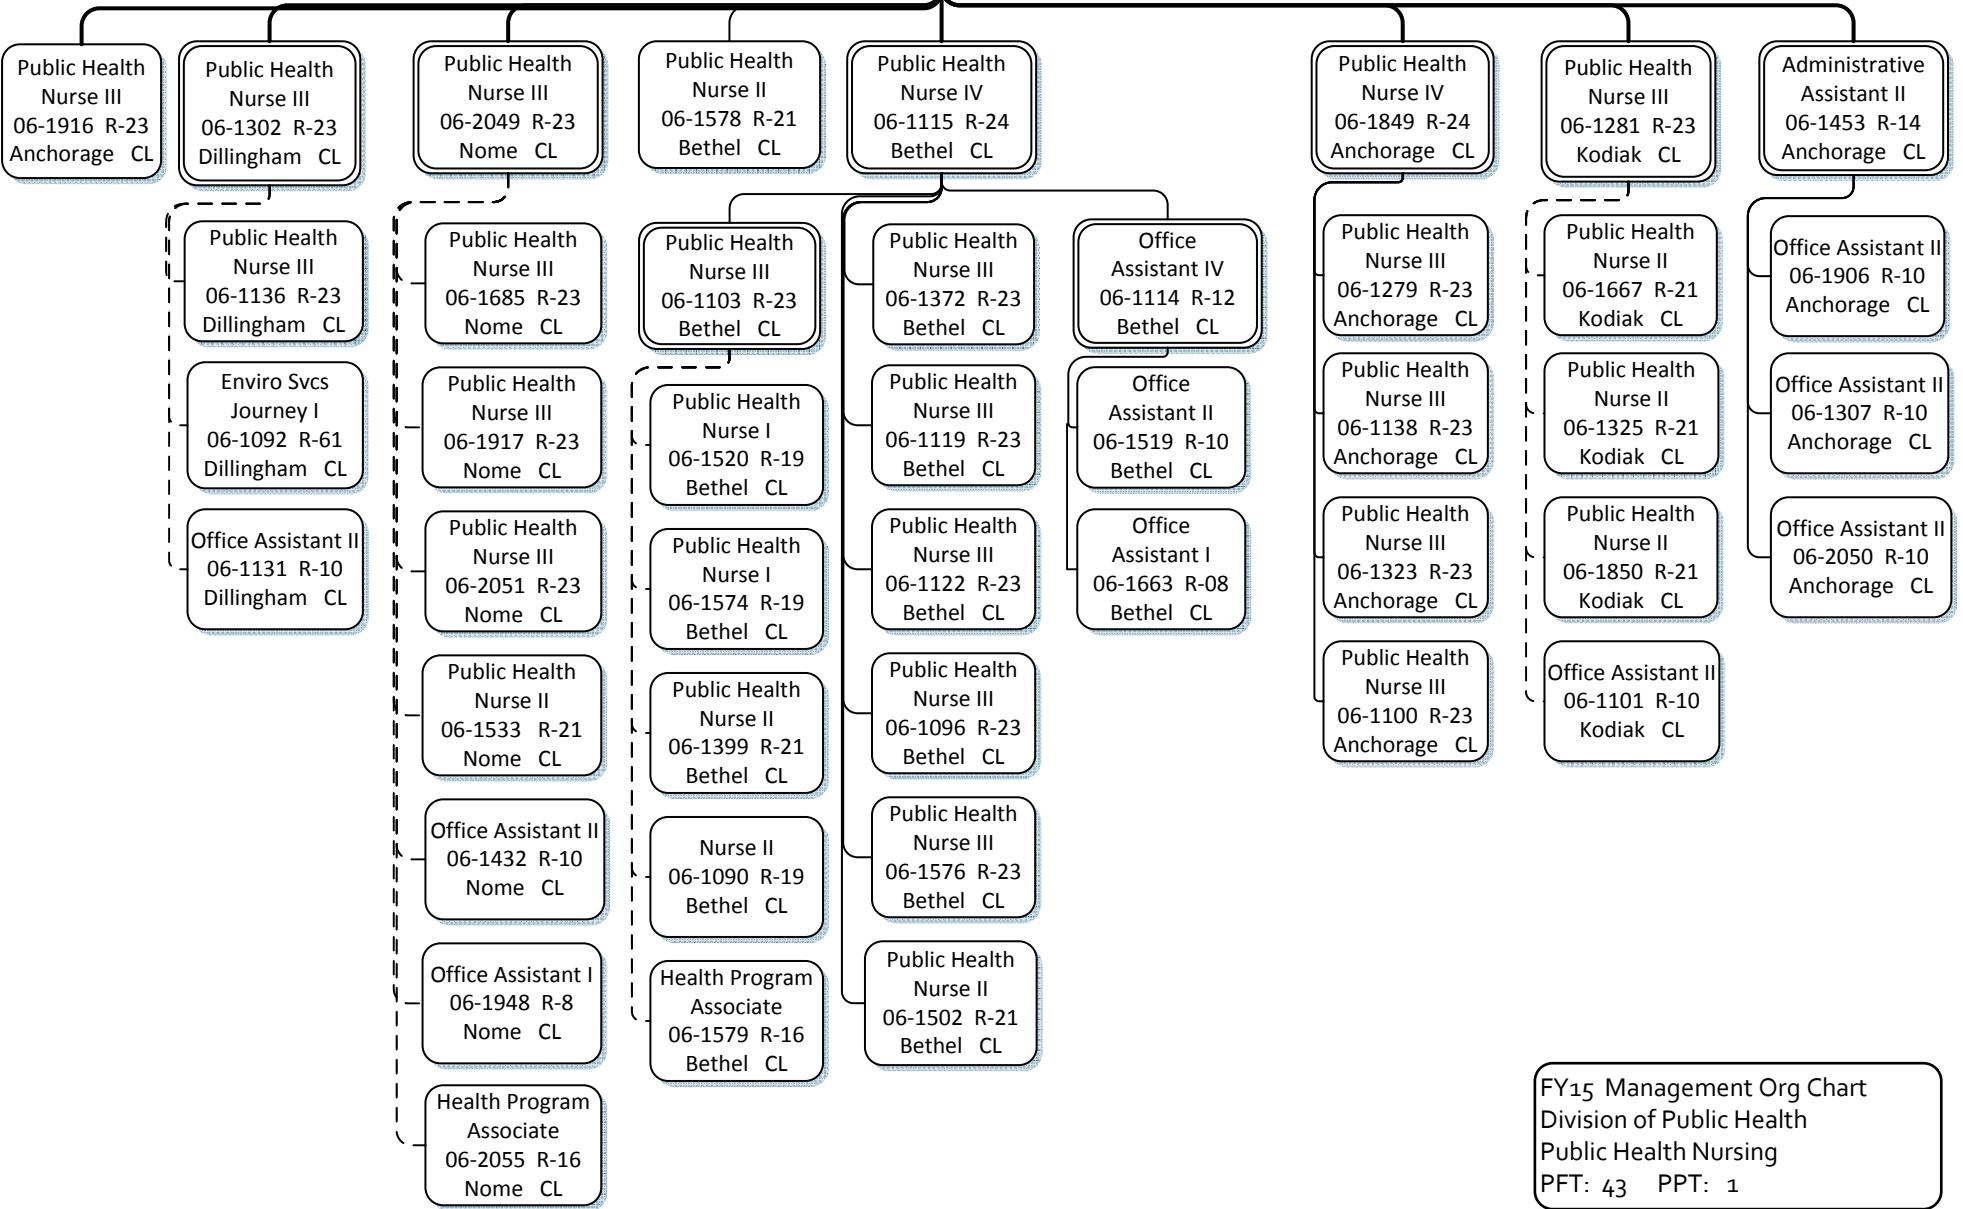 Public Health
Nurse III
06-1916 R-23
Anchorage CL
Public Health
Nurse III
06-1302 R-23
Dillingham CL
Public Health
Nurse III
06-2049 R-23
Nome CL
Public Health
Nurse II
06-1578 R-21
Bethel CL
Public Health
Nurse IV
06-1115 R-24
Bethel CL
Public Health
Nurse IV
06-1849 R-24
Anchorage CL
Public Health
Nurse III
06-1281 R-23
Kodiak CL
Administrative
Assistant II
06-1453 R-14
Anchorage CL
Public Health
Nurse III
06-1136 R-23
Dillingham CL
Enviro Svcs
Journey I
06-1092 R-61
Dillingham CL
Office Assistant II
06-1131 R-10
Dillingham CL
Public Health
Nurse III
06-1685 R-23
Nome CL
Public Health
Nurse III
06-1917 R-23
Nome CL
Public Health
Nurse III
06-2051 R-23
Nome CL
Public Health
Nurse II
06-1533 R-21
Nome CL
Office Assistant II
06-1432 R-10
Nome CL
Office Assistant I
06-1948 R-8
Nome CL
Health Program
Associate
06-2055 R-16
Nome CL
Public Health
Nurse III
06-1103 R-23
Bethel CL
Public Health
Nurse I
06-1520 R-19
Bethel CL
Public Health
Nurse I
06-1574 R-19
Bethel CL
Public Health
Nurse II
06-1399 R-21
Bethel CL
Nurse II
06-1090 R-19
Bethel CL
Health Program
Associate
06-1579 R-16
Bethel CL
Public Health
Nurse III
06-1372 R-23
Bethel CL
Public Health
Nurse III
06-1119 R-23
Bethel CL
Public Health
Nurse III
06-1122 R-23
Bethel CL
Public Health
Nurse III
06-1096 R-23
Bethel CL
Public Health
Nurse III
06-1576 R-23
Bethel CL
Public Health
Nurse II
06-1502 R-21
Bethel CL
Office
Assistant IV
06-1114 R-12
Bethel CL
Office
Assistant II
06-1519 R-10
Bethel CL
Office
Assistant I
06-1663 R-08
Bethel CL
Public Health
Nurse III
06-1279 R-23
Anchorage CL
Public Health
Nurse III
06-1138 R-23
Anchorage CL
Public Health
Nurse III
06-1323 R-23
Anchorage CL
Public Health
Nurse III
06-1100 R-23
Anchorage CL
Public Health
Nurse II
06-1667 R-21
Kodiak CL
Public Health
Nurse II
06-1325 R-21
Kodiak CL
Public Health
Nurse II
06-1850 R-21
Kodiak CL
Office Assistant II
06-1101 R-10
Kodiak CL
Office Assistant II
06-1906 R-10
Anchorage CL
Office Assistant II
06-1307 R-10
Anchorage CL
Office Assistant II
06-2050 R-10
Anchorage CL
FY15 Management Org Chart
Division of Public Health
Public Health Nursing
PFT: 43 PPT: 1